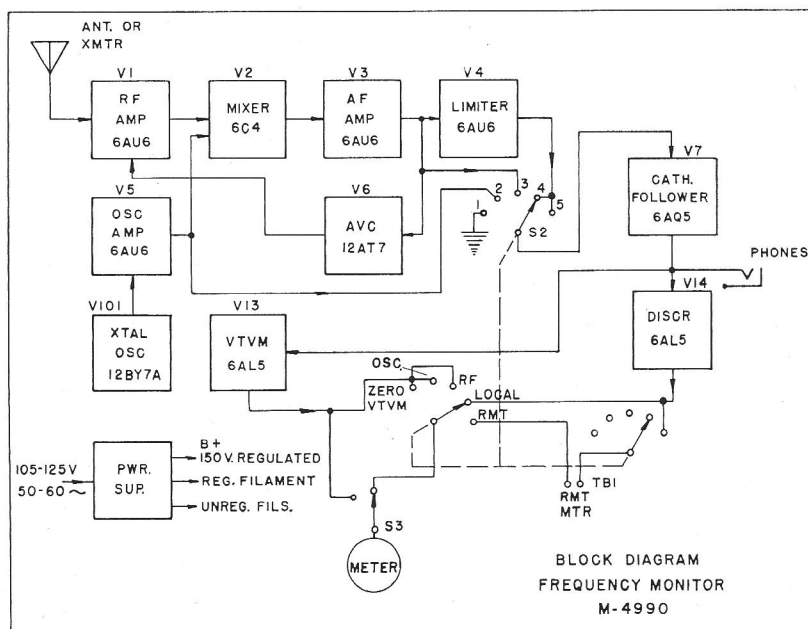 ANT. OR
XMTR
V1
RF
AMP
6AU6
V2
MIXER
6C4
V3
AF
AMP
6AU6
V4
LIMITER
6AU6
V7
CATH.
FOLLOWER
6AQ5
V5
OSC
AMP
6AU6
V6
AVC
12AT7
1
2
3
4
5
S2
PHONES
V101
XTAL
OSC
12BY7A
V13
VTVM
6AL5
V14
DISCR
6AL5
OSC.
RF
ZERO
VTVM
LOCAL
RMT
105-125V
50-60~
PWR.
SUP.
B+
150V. REGULATED
REG. FILAMENT
UNREG. FILS.
RMT
MTR
TB1
S3
METER
BLOCK DIAGRAM
FREQUENCY MONITOR
M-4990